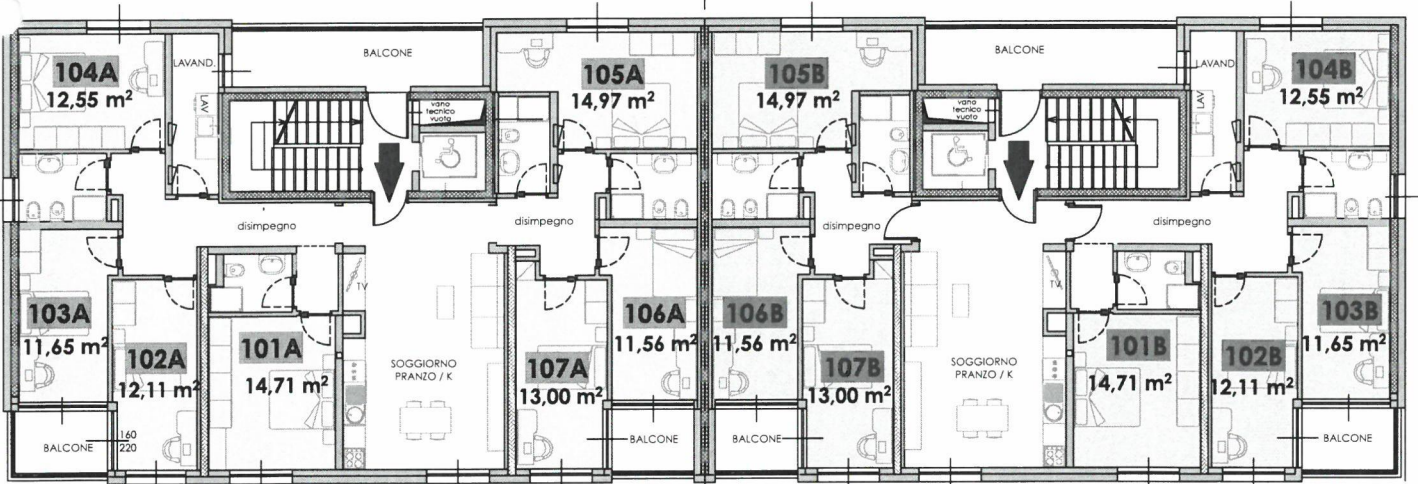 BALCONE
BALCONE
104A
12,55 m²
LAVAND.
LAV
105A
14,97 m²
105B
14,97 m²
LAVAND
LAV
104B
12,55 m²
vano
tecnico
vuoto
vano
tecnico
vuoto
disimpegno
disimpegno
disimpegno
disimpegno
TV
TV
103A
11,65 m²
102A
12,11 m²
101A
14,71 m²
SOGGIORNO
PRANZO / K
107A
13,00 m²
106A
11,56 m²
106B
11,56 m²
107B
13,00 m²
SOGGIORNO
PRANZO / K
101B
14,71 m²
102B
12,11 m²
103B
11,65 m²
BALCONE
160
220
BALCONE
BALCONE
BALCONE